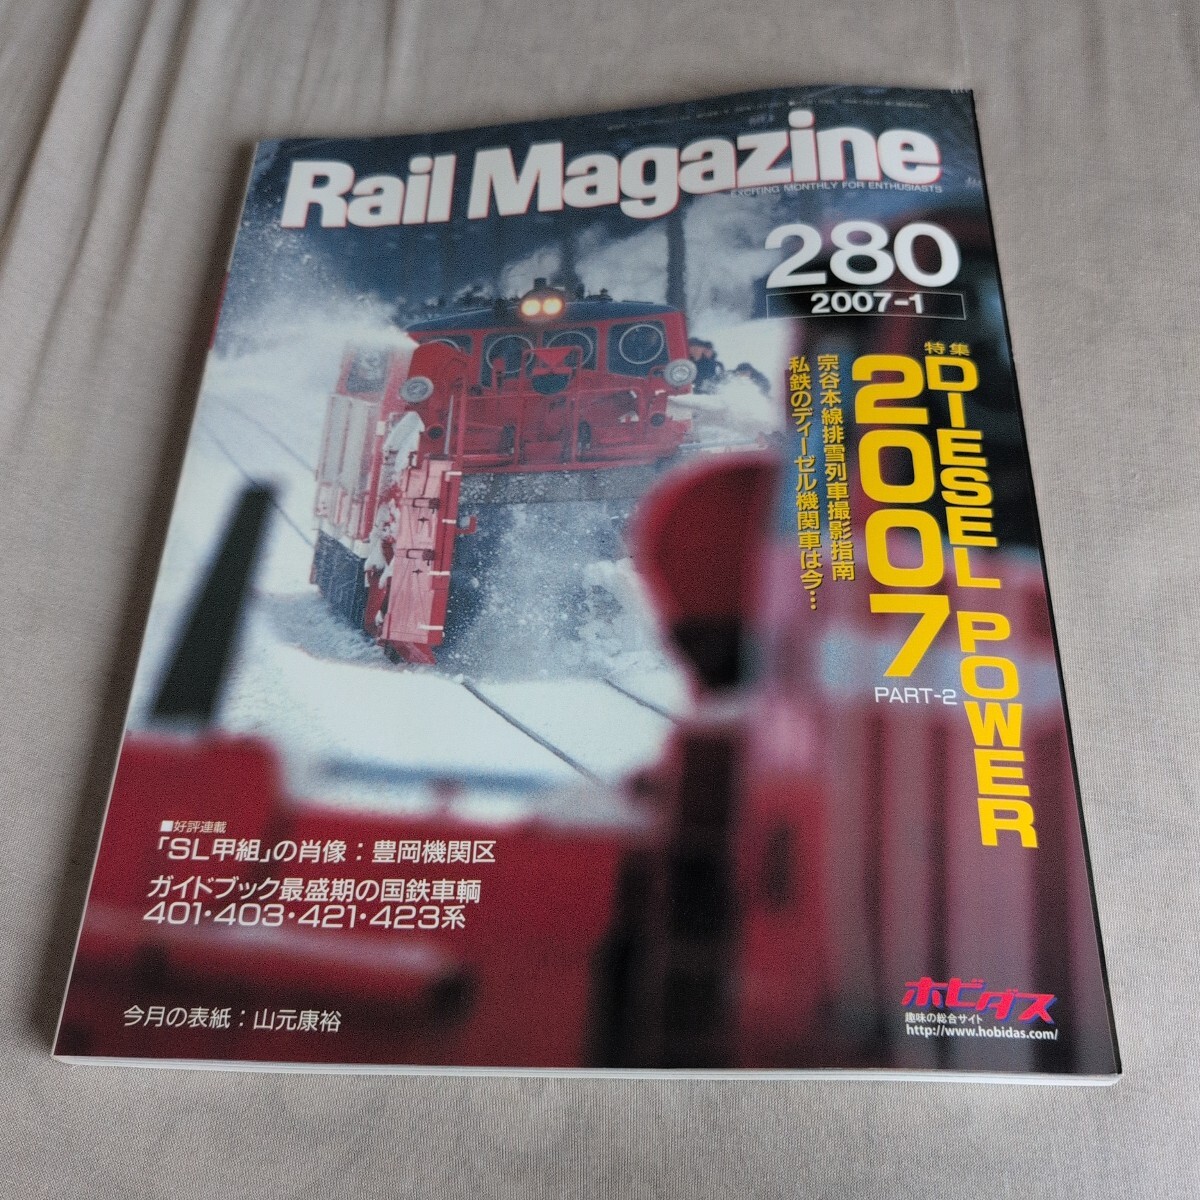 Rail Magazine
EXCITING MONTHLY FOR ENTHUSIASTS
280
2007-1
特集
DIESEL POWER
2007
PART-2
宗谷本線排雪列車撮影指南
私鉄のディーゼル機関車は今…
■好評連載
「SL甲組」の肖像：豊岡機関区
ガイドブック最盛期の国鉄車輌
401・403・421・423系
今月の表紙：山元康裕
ホビダス
趣味の総合サイト
http://www.hobidas.com/